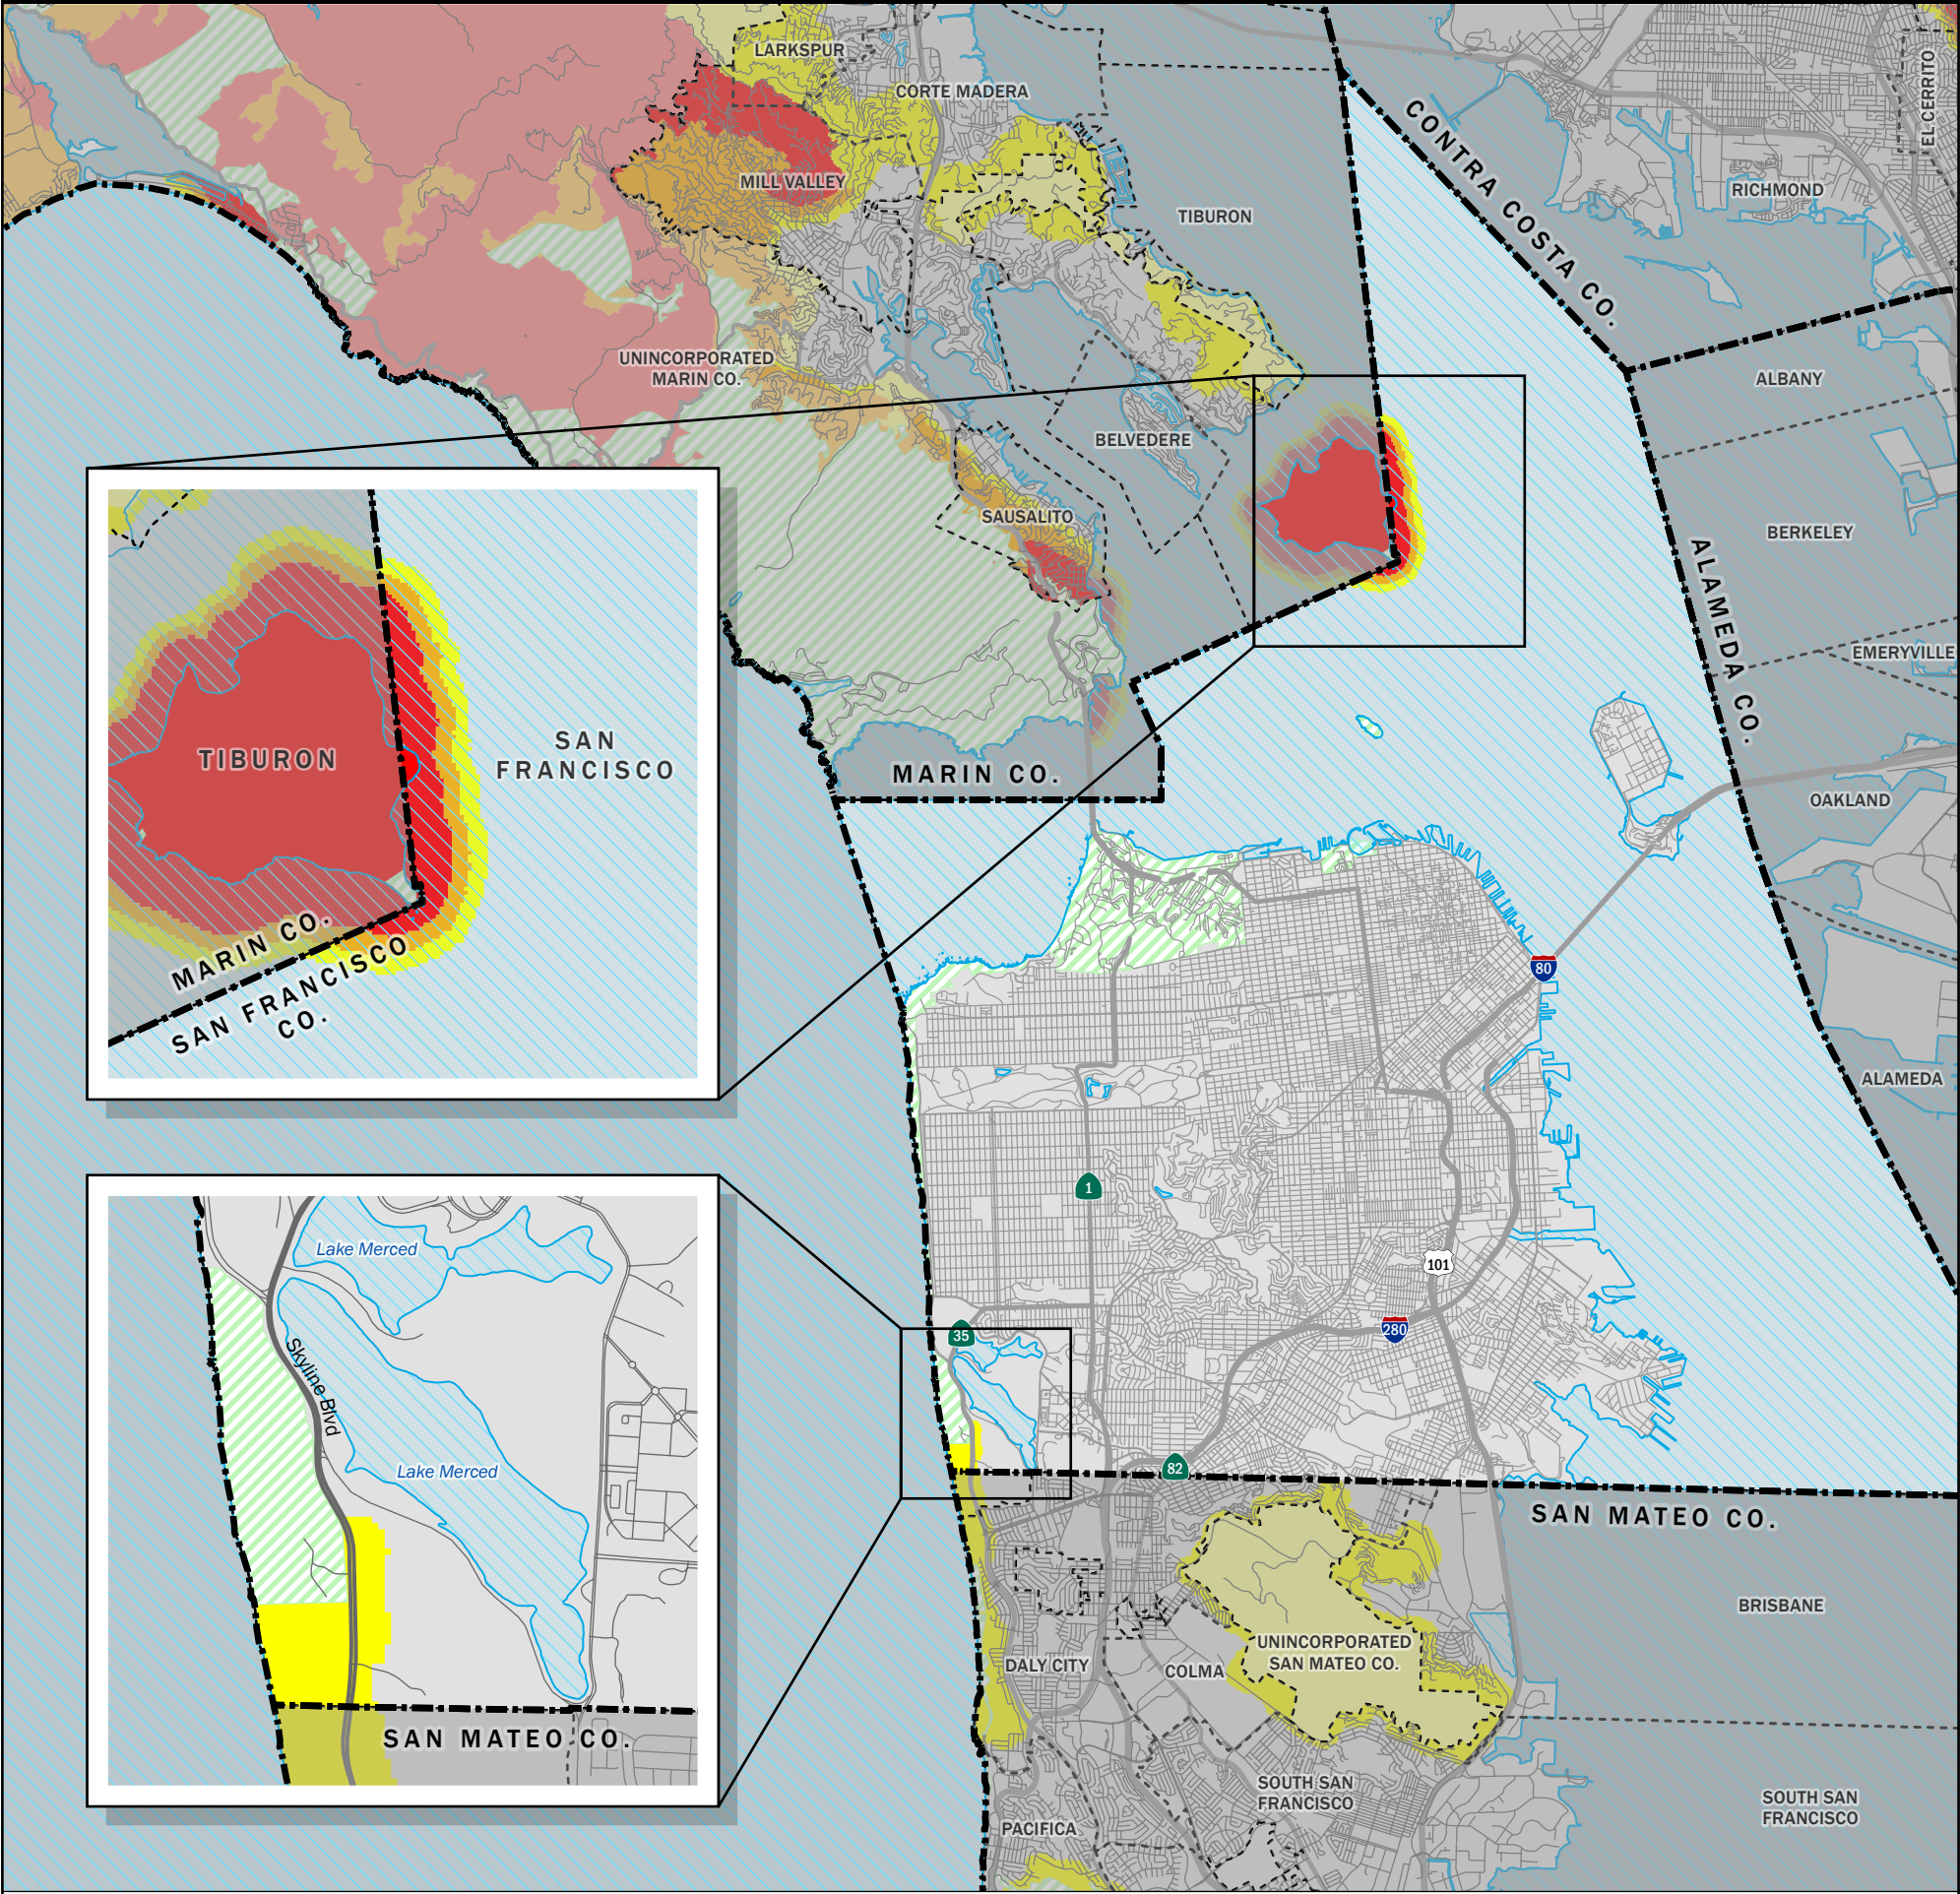 LARKSPUR
CORTE MADERA
EL CERRITO
CONTRA COSTA CO.
MILL VALLEY
RICHMOND
TIBURON
UNINCORPORATED
MARIN CO.
ALBANY
BELVEDERE
SAUSALITO
BERKELEY
ALAMEDA CO.
EMERYVILLE
TIBURON
SAN
FRANCISCO
MARIN CO.
SAN FRANCISCO
CO.
MARIN CO.
OAKLAND
80
ALAMEDA
1
101
280
35
82
Lake Merced
Skyline Blvd
Lake Merced
SAN MATEO CO.
SAN MATEO CO.
BRISBANE
UNINCORPORATED
SAN MATEO CO.
DALY CITY
COLMA
SOUTH SAN
FRANCISCO
SOUTH SAN
FRANCISCO
PACIFICA